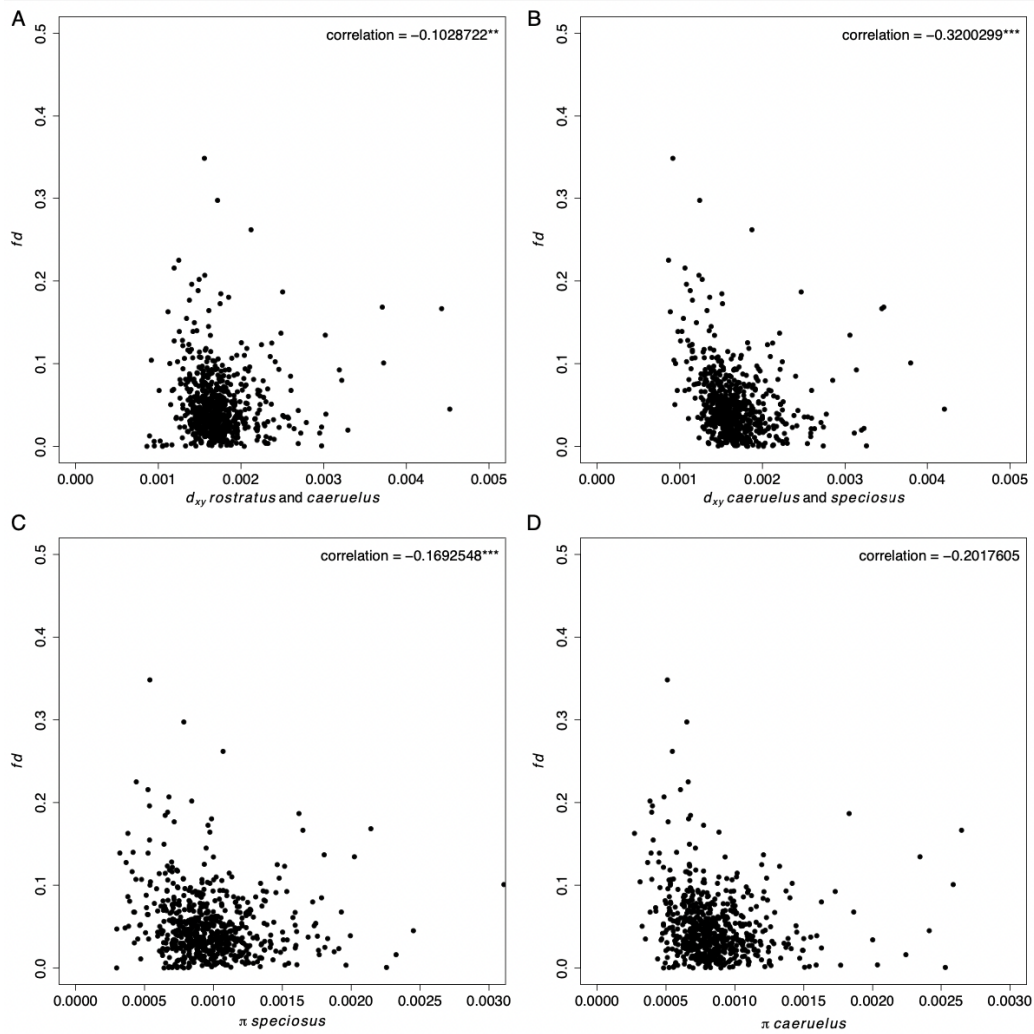 A
correlation = −0.1028722**
0.5
0.4
0.3
0.2
0.1
0.0
fd
0.000 0.001 0.002 0.003 0.004 0.005
dxy rostratus and caeruelus
B
correlation = −0.3200299***
0.5
0.4
0.3
0.2
0.1
0.0
fd
0.000 0.001 0.002 0.003 0.004 0.005
dxy caeruelus and speciosus
C
correlation = −0.1692548***
0.5
0.4
0.3
0.2
0.1
0.0
fd
0.0000 0.0005 0.0010 0.0015 0.0020 0.0025 0.0030
π speciosus
D
correlation = −0.2017605
0.5
0.4
0.3
0.2
0.1
0.0
fd
0.0000 0.0005 0.0010 0.0015 0.0020 0.0025 0.0030
π caeruelus